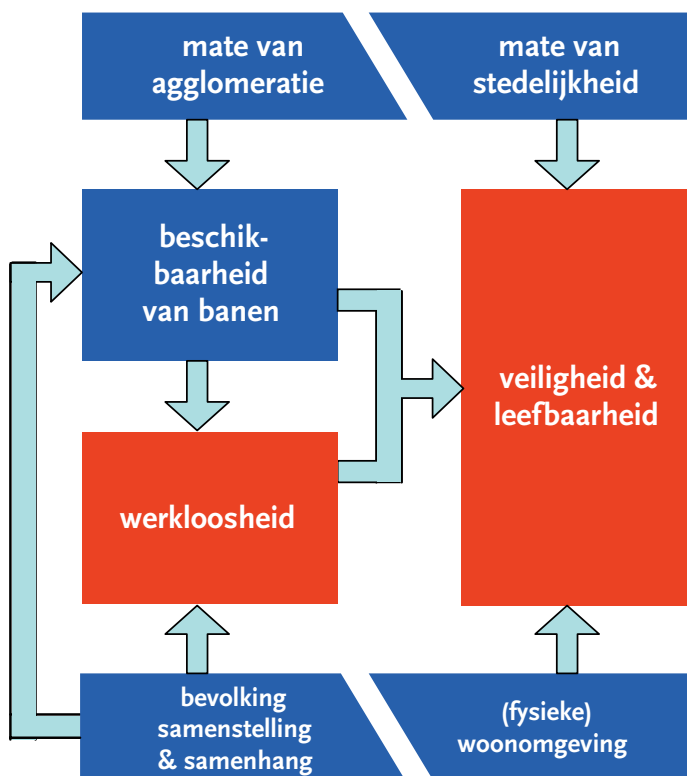 mate van
agglomeratie
mate van
stedelijkheid
beschik-
baarheid
van banen
veiligheid &
leefbaarheid
werkloosheid
bevolking
samenstelling
& samenhang
(fysieke)
woonomgeving